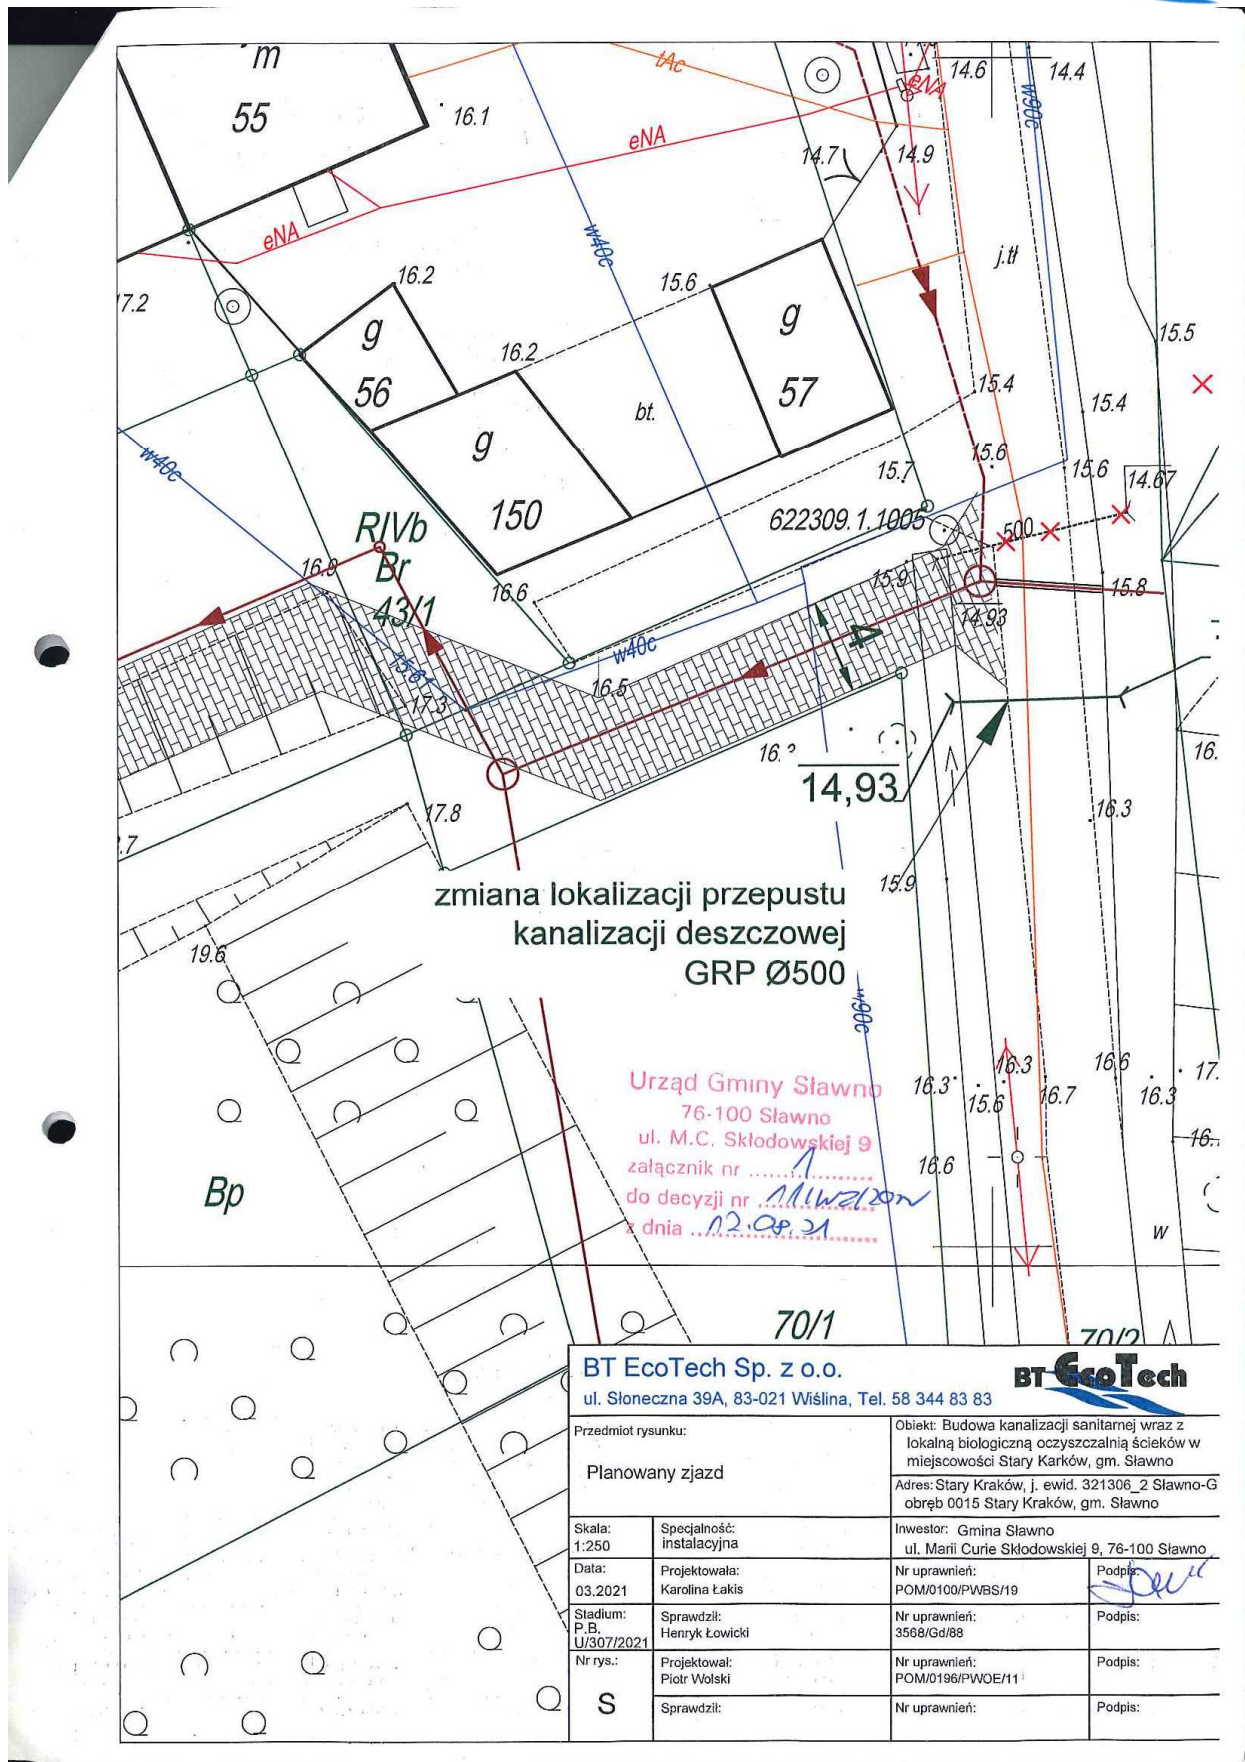 m
55
16.1
tAc
eNA
eNA
14.6
14.4
w90c
14.7
14.9
eNA
w40c
j.tł
17.2
16.2
15.6
g
56
16.2
g
57
15.5
15.4
15.4
bt.
w40c
g
150
15.7
15.6
15.6
14.67
622309.1.1005
500
RIVb
Br
43/1
16.9
16.6
15.9
15.8
14.93
4
w40c
16.5
17.3
16.
14,93
16.
17.8
16.3
.7
15.9
zmiana lokalizacji przepustu
kanalizacji deszczowej
GRP Ø500
19.6
w90c
Urząd Gminy Sławno
76-100 Sławno
ul. M.C. Skłodowskiej 9
załącznik nr 1
do decyzji nr
z dnia 12.08.21
16.3
15.6
16.3
16.7
16.6
16.3
17.
16.
16.6
Bp
w
70/1
70/2
BT EcoTech Sp. z o.o.
ul. Słoneczna 39A, 83-021 Wiślina, Tel. 58 344 83 83
BT EcoTech
Przedmiot rysunku:
Planowany zjazd
Obiekt: Budowa kanalizacji sanitarnej wraz z
lokalną biologiczną oczyszczalnią ścieków w
miejscowości Stary Karków, gm. Sławno
Adres: Stary Kraków, j. ewid. 321306_2 Sławno-G
obręb 0015 Stary Kraków, gm. Sławno
Skala:
1:250
Specjalność:
instalacyjna
Inwestor: Gmina Sławno
ul. Marii Curie Skłodowskiej 9, 76-100 Sławno
Data:
03.2021
Projektowała:
Karolina Łakis
Nr uprawnień:
POM/0100/PWBS/19
Podpis:
Stadium:
P.B.
U/307/2021
Sprawdził:
Henryk Łowicki
Nr uprawnień:
3568/Gd/88
Podpis:
Nr rys.:
S
Projektował:
Piotr Wolski
Nr uprawnień:
POM/0196/PWOE/11
Podpis:
Sprawdził:
Nr uprawnień:
Podpis: